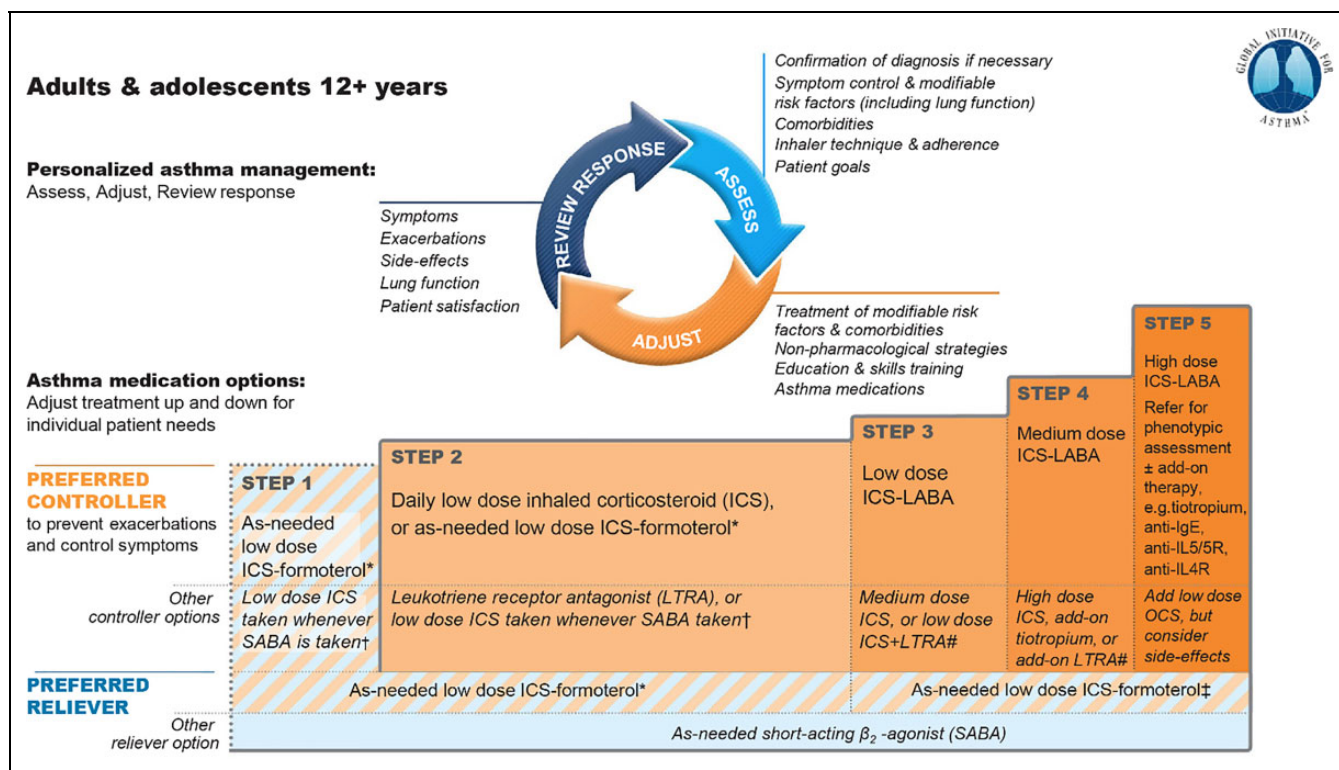 Adults & adolescents 12+ years
GLOBAL INITIATIVE FOR
ASTHMA
Personalized asthma management:
Assess, Adjust, Review response
REVIEW RESPONSE
ASSESS
ADJUST
Confirmation of diagnosis if necessary
Symptom control & modifiable
risk factors (including lung function)
Comorbidities
Inhaler technique & adherence
Patient goals
Symptoms
Exacerbations
Side-effects
Lung function
Patient satisfaction
Treatment of modifiable risk
factors & comorbidities
Non-pharmacological strategies
Education & skills training
Asthma medications
Asthma medication options:
Adjust treatment up and down for
individual patient needs
PREFERRED
CONTROLLER
to prevent exacerbations
and control symptoms
STEP 1
As-needed
low dose
ICS-formoterol*
STEP 2
Daily low dose inhaled corticosteroid (ICS),
or as-needed low dose ICS-formoterol*
STEP 3
Low dose
ICS-LABA
STEP 4
Medium dose
ICS-LABA
STEP 5
High dose
ICS-LABA
Refer for
phenotypic
assessment
± add-on
therapy,
e.g.tiotropium,
anti-IgE,
anti-IL5/5R,
anti-IL4R
Other
controller options
Low dose ICS
taken whenever
SABA is taken†
Leukotriene receptor antagonist (LTRA), or
low dose ICS taken whenever SABA taken†
Medium dose
ICS, or low dose
ICS+LTRA#
High dose
ICS, add-on
tiotropium, or
add-on LTRA#
Add low dose
OCS, but
consider
side-effects
PREFERRED
RELIEVER
As-needed low dose ICS-formoterol*
As-needed low dose ICS-formoterol‡
Other
reliever option
As-needed short-acting β₂ -agonist (SABA)